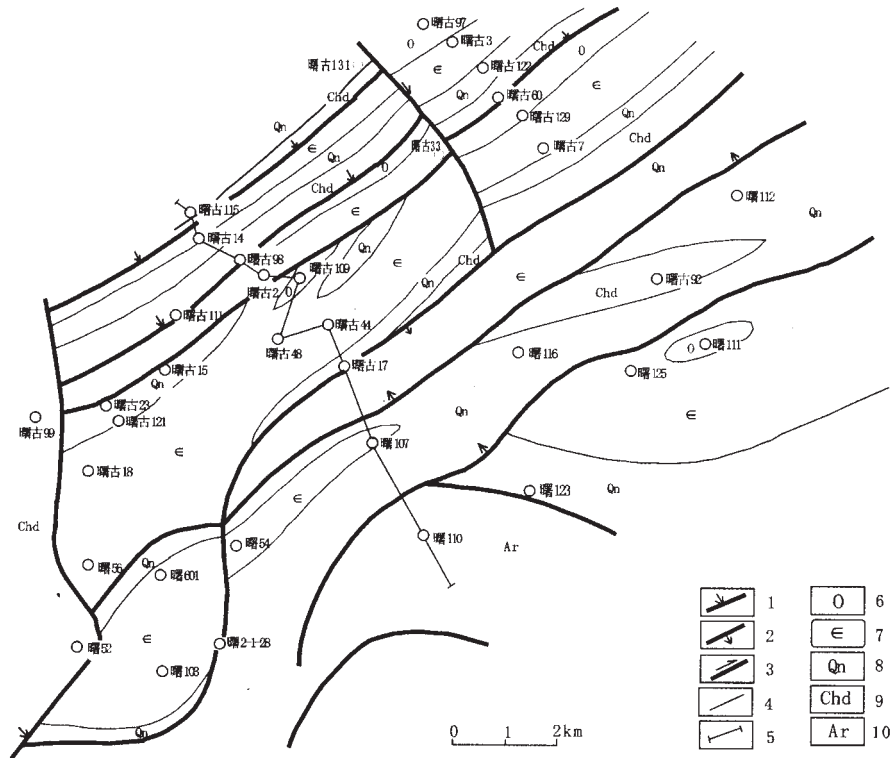 曙古97
O
曙古3
Chd
O
曙古131
∈
曙古122
Chd
Qn
曙古60
∈
Qn
曙古129
Qn
∈
曙古33
曙古7
Chd
Qn
Chd
O
Qn
∈
曙112
曙古115
Qn
曙古14
Qn
∈
曙古98
曙古109
Chd
∈
曙古2
O
Qn
曙古92
Chd
曙古111
曙古44
曙古48
O
曙111
曙116
曙古15
曙古17
曙125
Qn
曙古23
Qn
∈
曙古99
曙古121
∈
曙107
曙古18
∈
曙123
Qn
Chd
曙110
曙54
Ar
曙56
Qn
曙601
1
O
6
2
∈
7
∈
曙52
曙2-1-28
3
Qn
8
曙103
4
Chd
9
Qn
0
1
2km
5
Ar
10